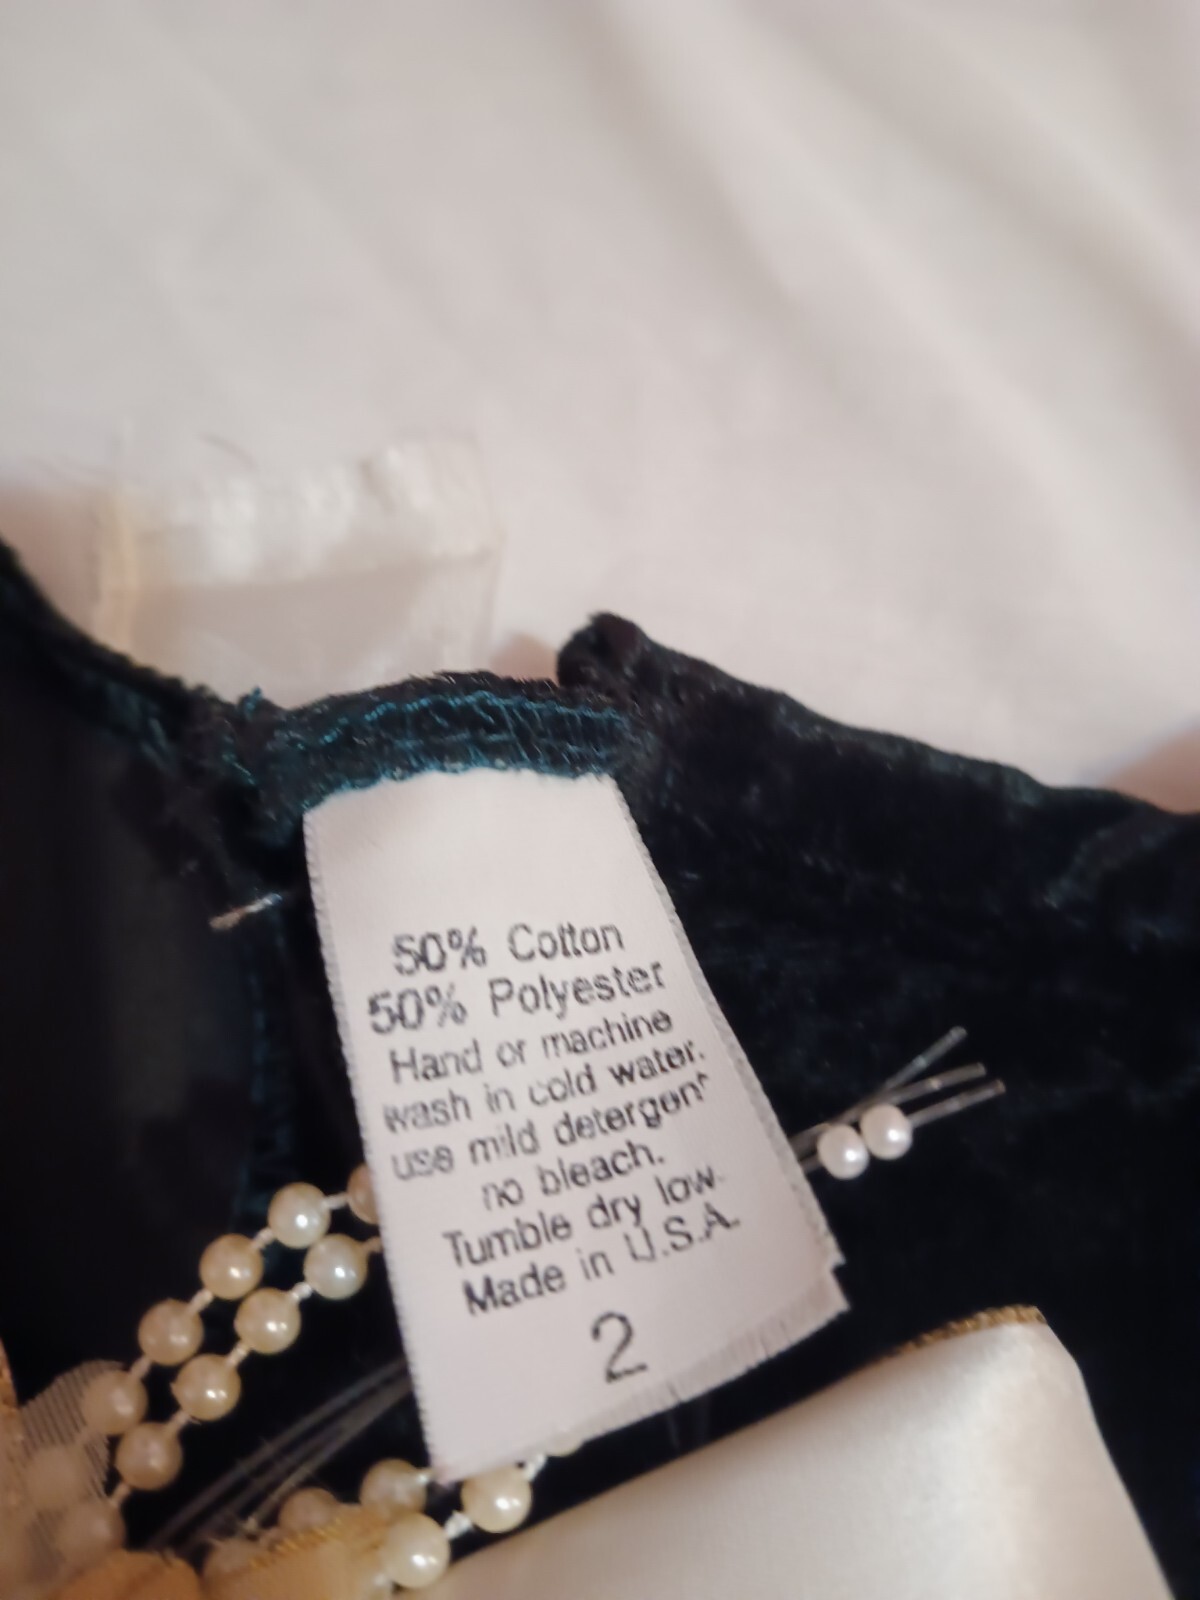 50% Cotton
50% Polyester
Hand or machine
wash in cold water.
use mild detergent
no bleach.
Tumble dry low.
Made in U.S.A.
2